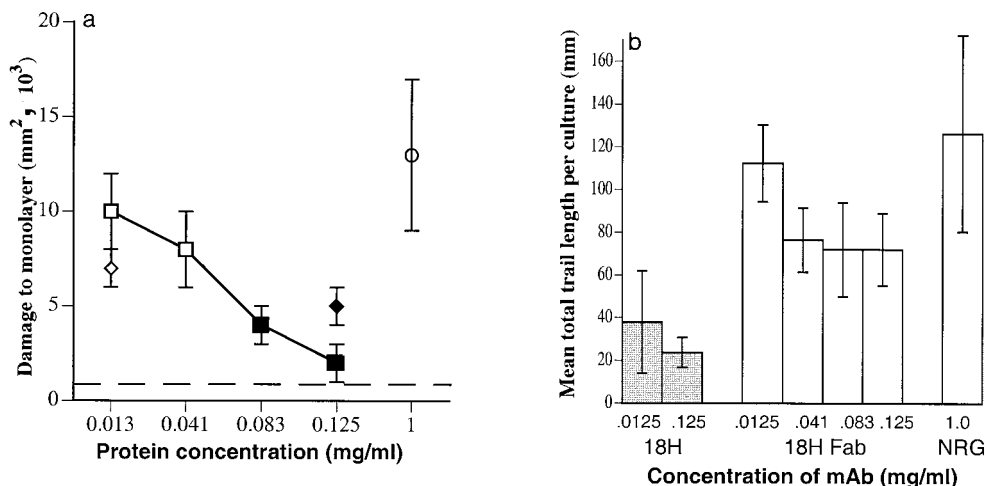 a
20
15
10
5
0
Damage to monolayer (mm², 10³)
0.013 0.041 0.083 0.125 1
Protein concentration (mg/ml)
b
160
140
120
100
80
60
40
20
0
Mean total trail length per culture (mm)
.0125 .125 .0125 .041 .083 .125 1.0
18H 18H Fab NRG
Concentration of mAb (mg/ml)